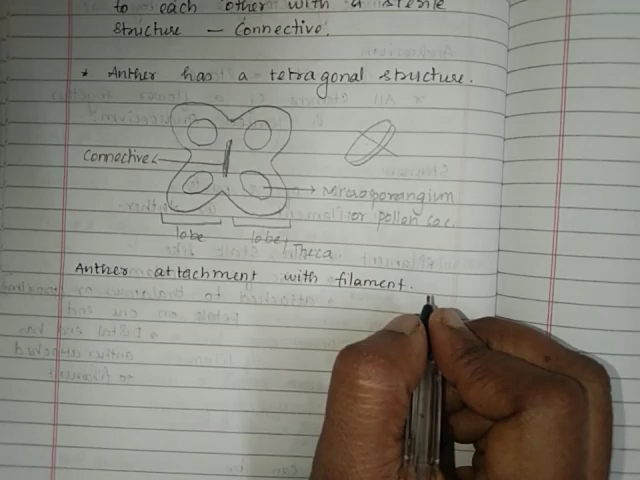 to each other with a sterile
structure – connective.
* Anther has a tetragonal structure.
Connective
Microsporangium
or pollen sac.
lobe
lobe, Theca
Anther attachment with filament.